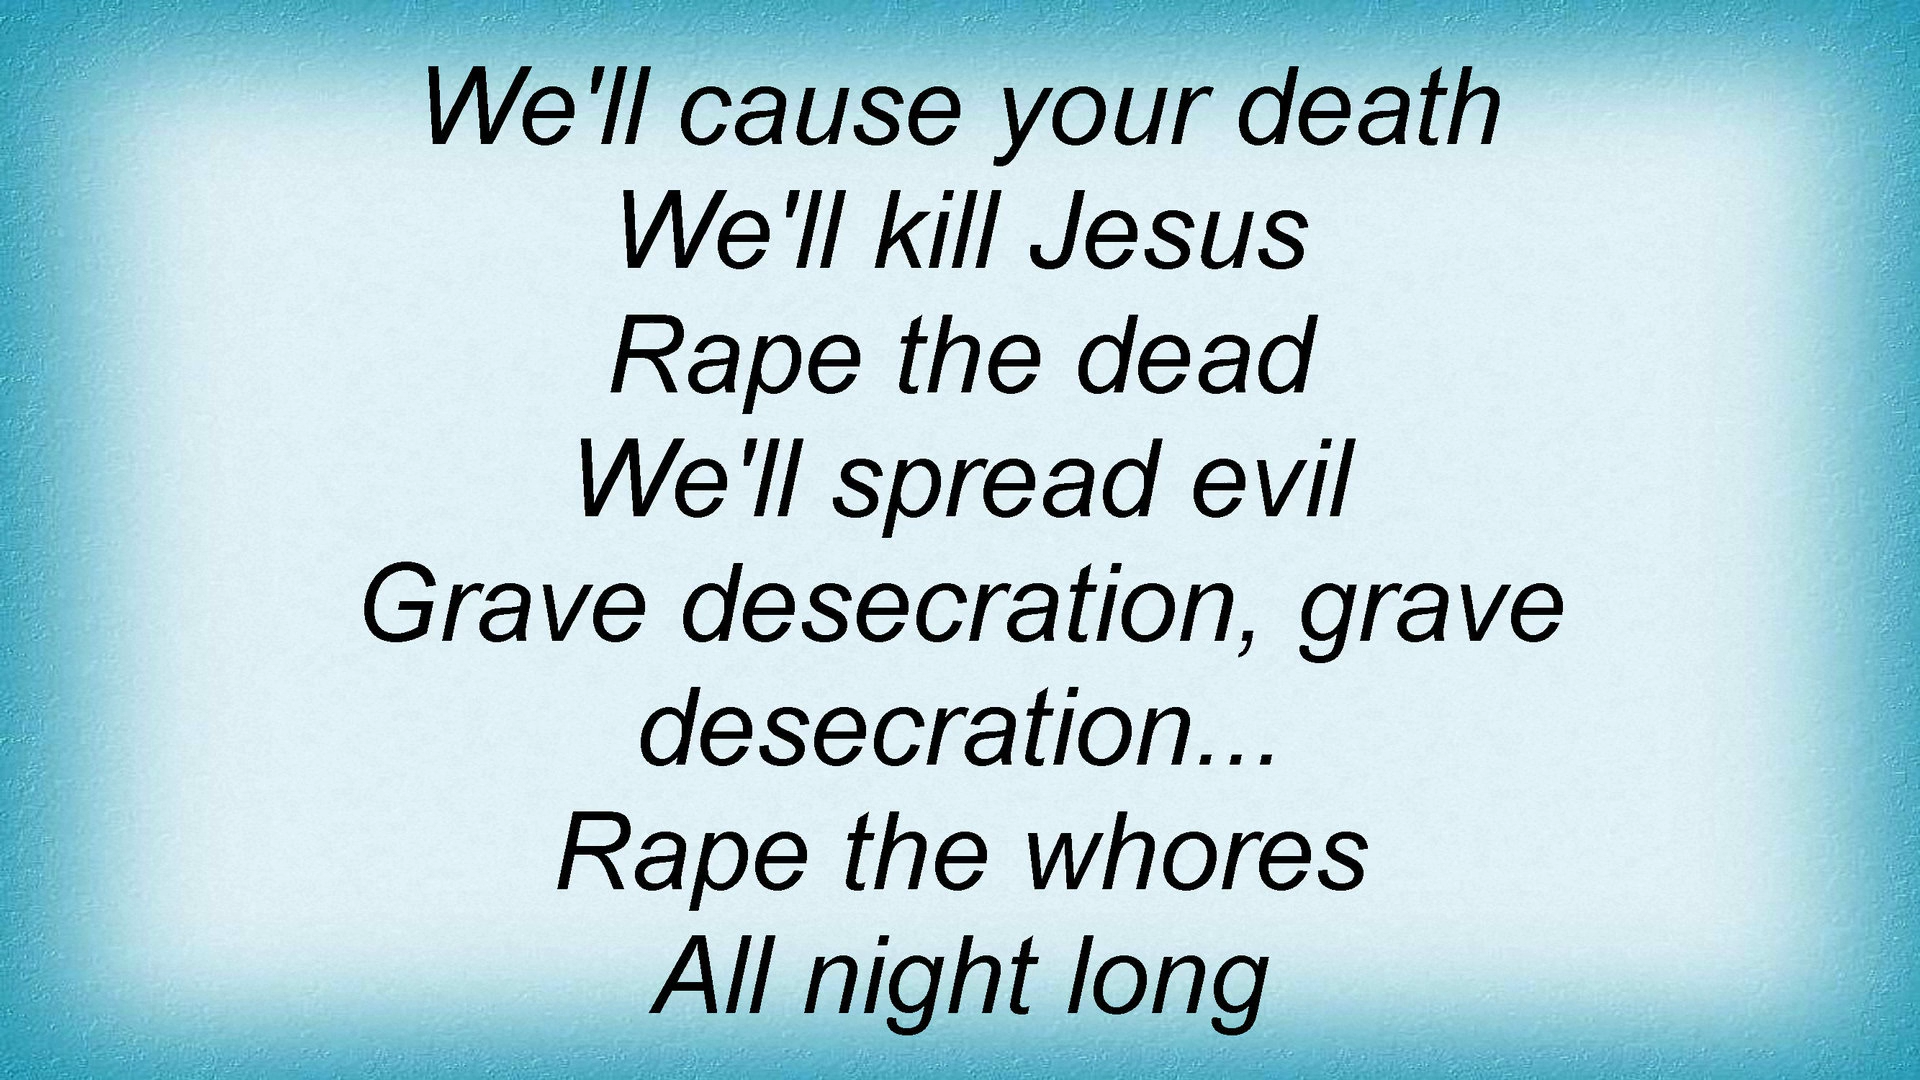 We'll cause your death
We'll kill Jesus
Rape the dead
We'll spread evil
Grave desecration, grave
desecration...
Rape the whores
All night long